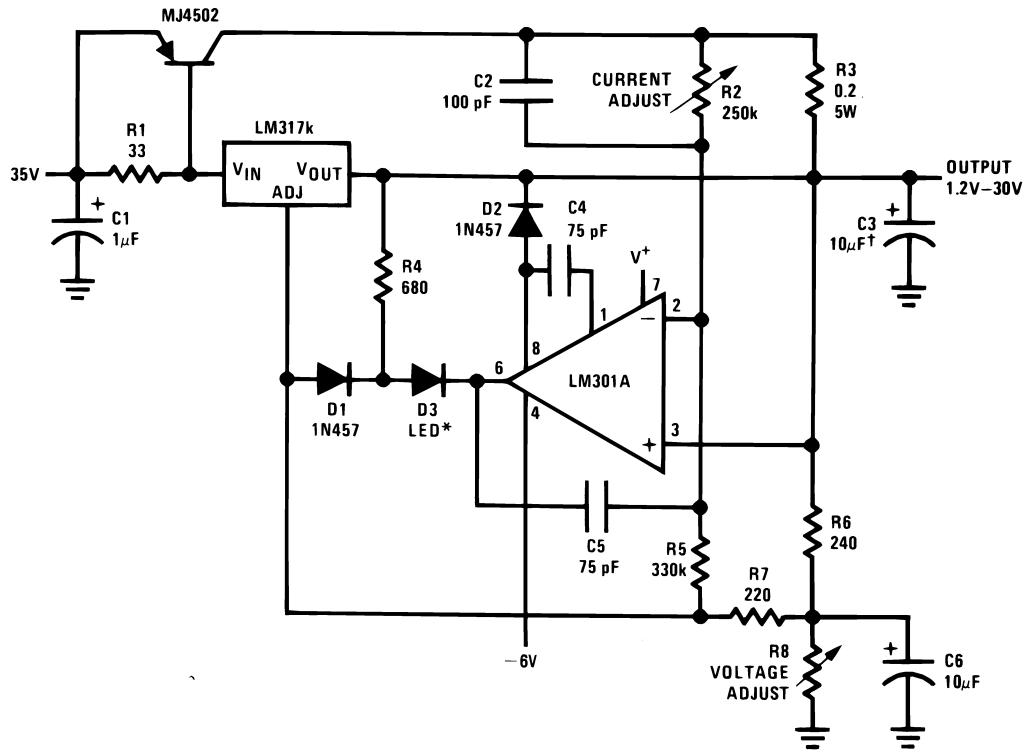 MJ4502
C2
100 pF
CURRENT
ADJUST
R2
250k
R3
0.2
5W
R1
33
LM317k
35V
VIN
VOUT
ADJ
OUTPUT
1.2V–30V
+
C1
1μF
D2
1N457
C4
75 pF
+
C3
10μF†
R4
680
V+
7
1
2
−
8
6
LM301A
4
D1
1N457
D3
LED*
+
3
C5
75 pF
R5
330k
R6
240
R7
220
−6V
R8
VOLTAGE
ADJUST
+
C6
10μF